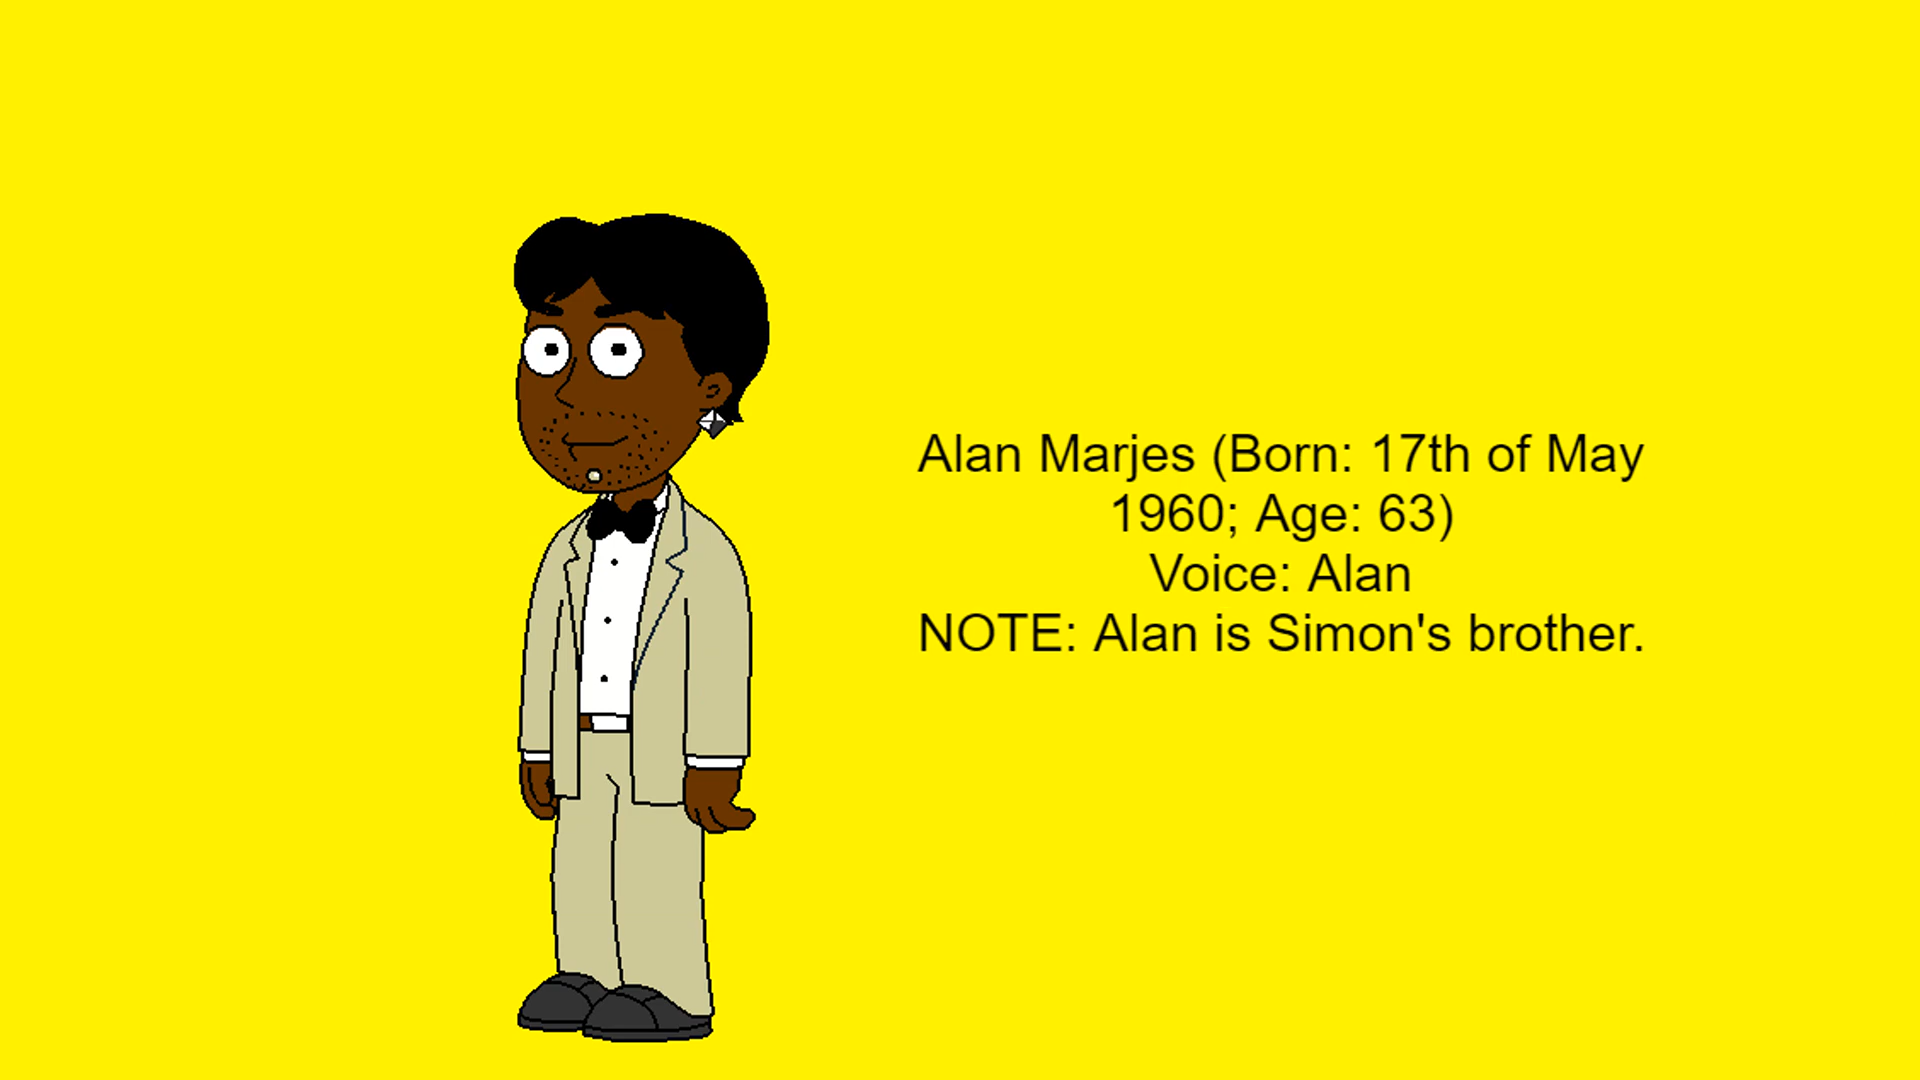 Alan Marjes (Born: 17th of May
1960; Age: 63)
Voice: Alan
NOTE: Alan is Simon's brother.